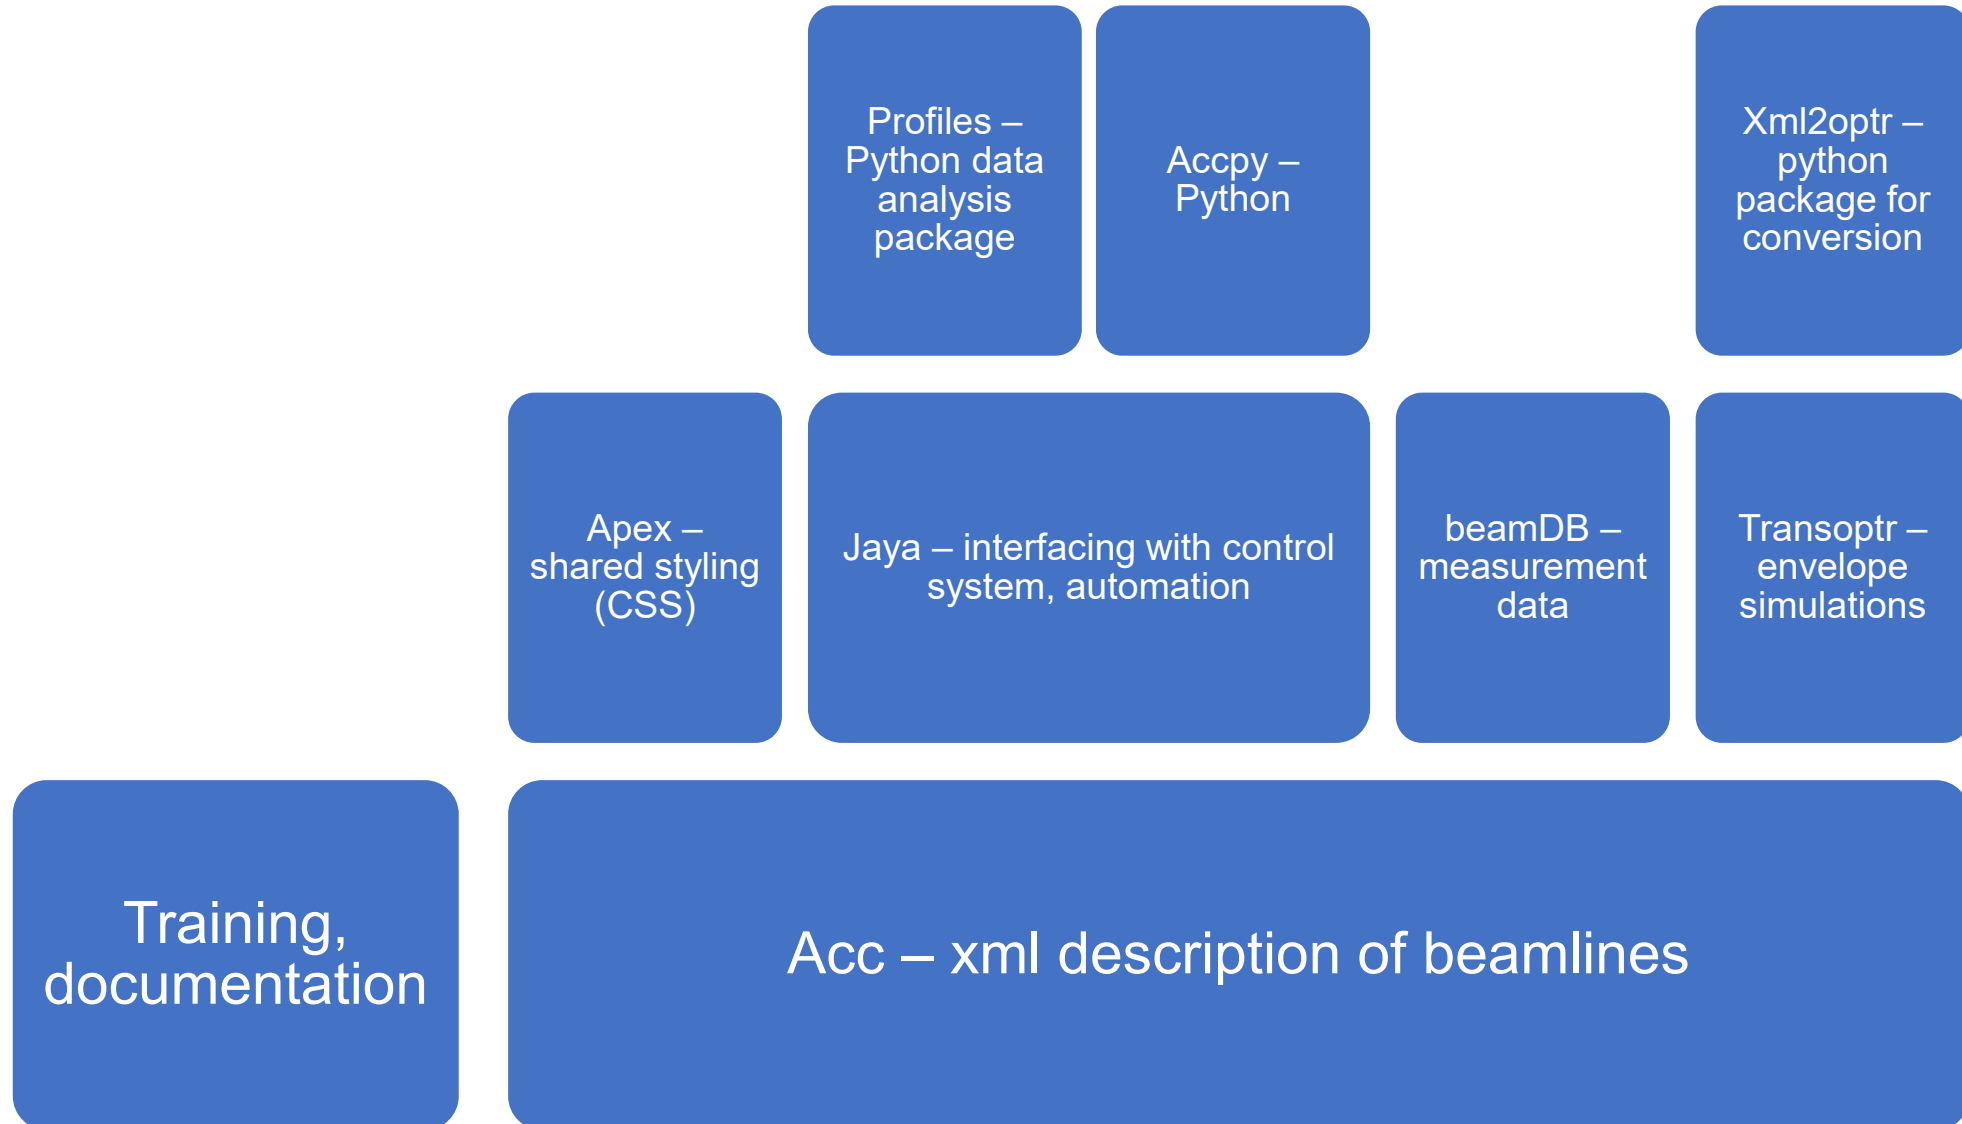 Profiles –
Python data
analysis
package
Accpy –
Python
Xml2optr –
python
package for
conversion
Apex –
shared styling
(CSS)
Jaya – interfacing with control
system, automation
beamDB –
measurement
data
Transoptr –
envelope
simulations
Training,
documentation
Acc – xml description of beamlines